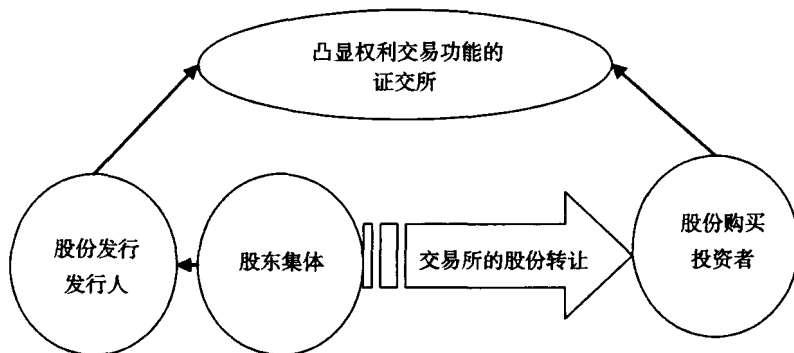 凸显权利交易功能的
证交所
股份发行
发行人
股东集体
交易所的股份转让
股份购买
投资者